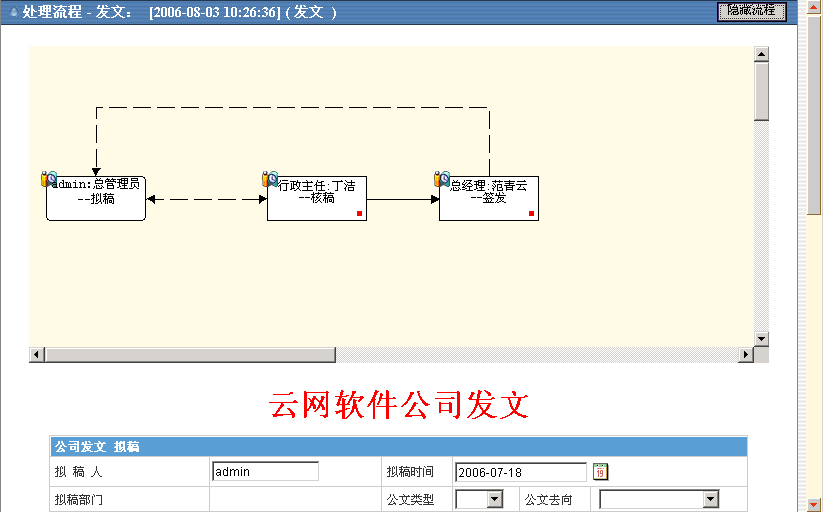 处理流程 - 发文： [2006-08-03 10:26:36] ( 发文 )
隐藏流程
admin:总管理员
--拟稿
行政主任:丁洁
--核稿
总经理:范青云
--签发
云网软件公司发文
公司发文 拟稿
拟 稿 人 admin 拟稿时间 2006-07-18 19
拟稿部门 公文类型 公文去向